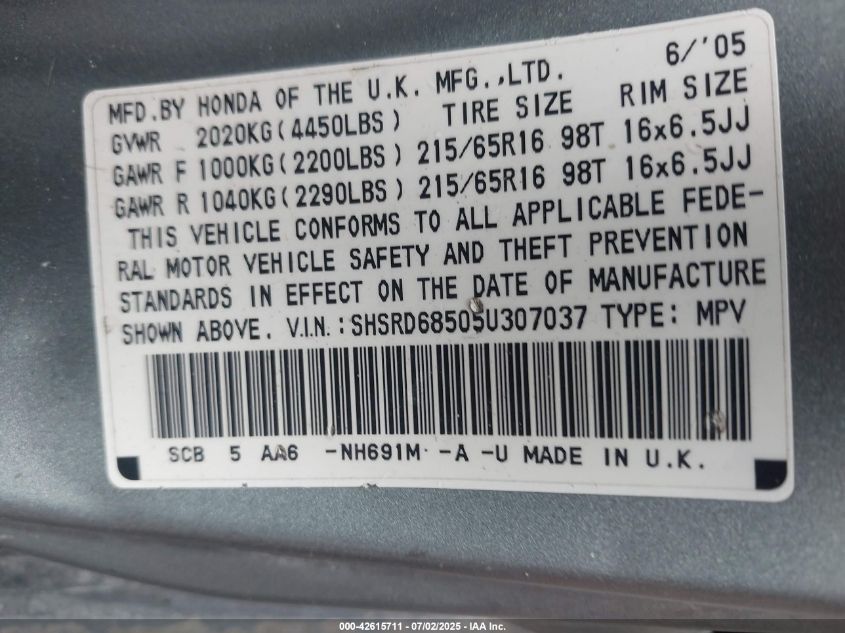 MFD.BY HONDA OF THE U.K. MFG.,LTD. 6/'05
GVWR 2020KG(4450LBS) TIRE SIZE RIM SIZE
GAWR F 1000KG(2200LBS) 215/65R16 98T 16x6.5JJ
GAWR R 1040KG(2290LBS) 215/65R16 98T 16x6.5JJ
THIS VEHICLE CONFORMS TO ALL APPLICABLE FEDE-
RAL MOTOR VEHICLE SAFETY AND THEFT PREVENTION
STANDARDS IN EFFECT ON THE DATE OF MANUFACTURE
SHOWN ABOVE. V.I.N.:SHSRD68505U307037 TYPE: MPV
SCB 5 AA6 -NH691M -A -U MADE IN U.K.
000-42615711 - 07/02/2025 - IAA Inc.